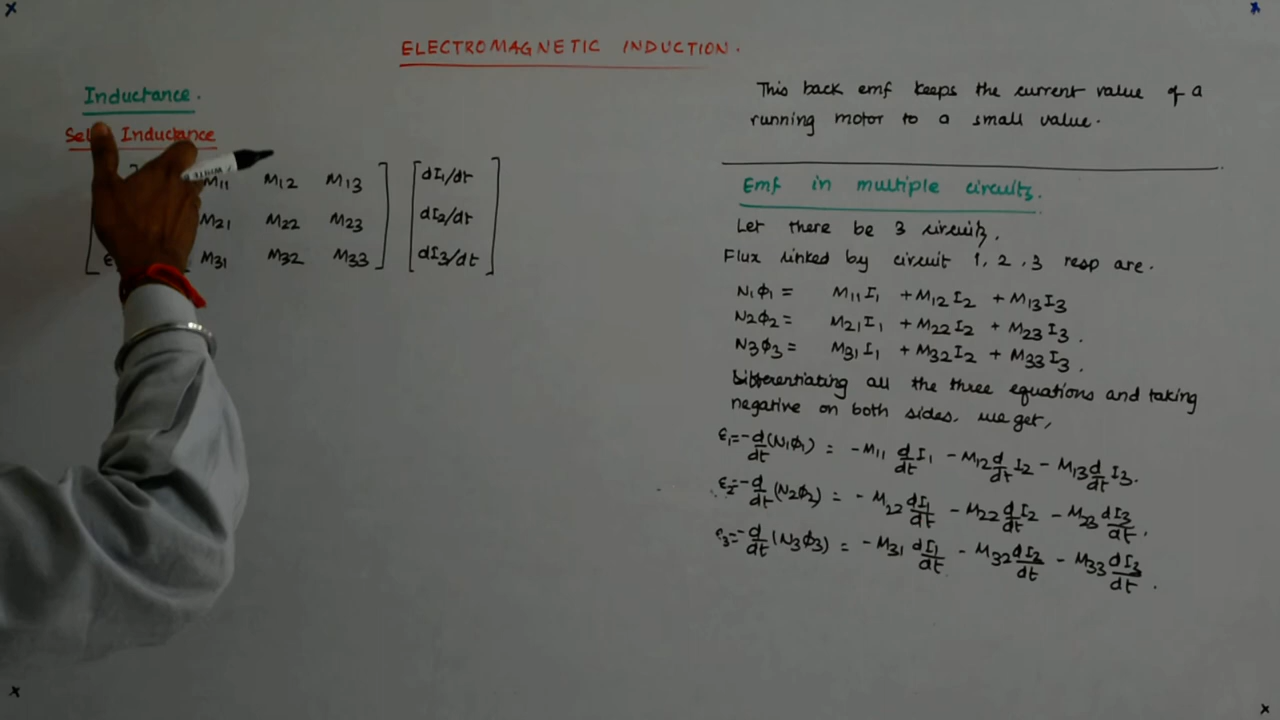 ELECTROMAGNETIC INDUCTION.
Inductance.
Inductance
M11 M12 M13 dI1/dt
M21 M22 M23 dI2/dt
M31 M32 M33 dI3/dt
This back emf keeps the current value of a
running motor to a small value.
Emf in multiple circuits.
Let there be 3 circuits.
Flux linked by circuit 1, 2, 3 resp are.
N1φ1 = M11I1 + M12I2 + M13I3
N2φ2 = M21I1 + M22I2 + M23I3.
N3φ3 = M31I1 + M32I2 + M33I3.
Differentiating all the three equations and taking
negative on both sides, we get,
ε1 = -d/dt(N1φ1) = -M11 d/dt I1 - M12 d/dt I2 - M13 d/dt I3.
ε2 = -d/dt(N2φ2) = -M22 dI1/dt - M22 d/dt I2 - M23 dI3/dt.
ε3 = -d/dt(N3φ3) = -M31 dI1/dt - M32 dI2/dt - M33 dI3/dt.